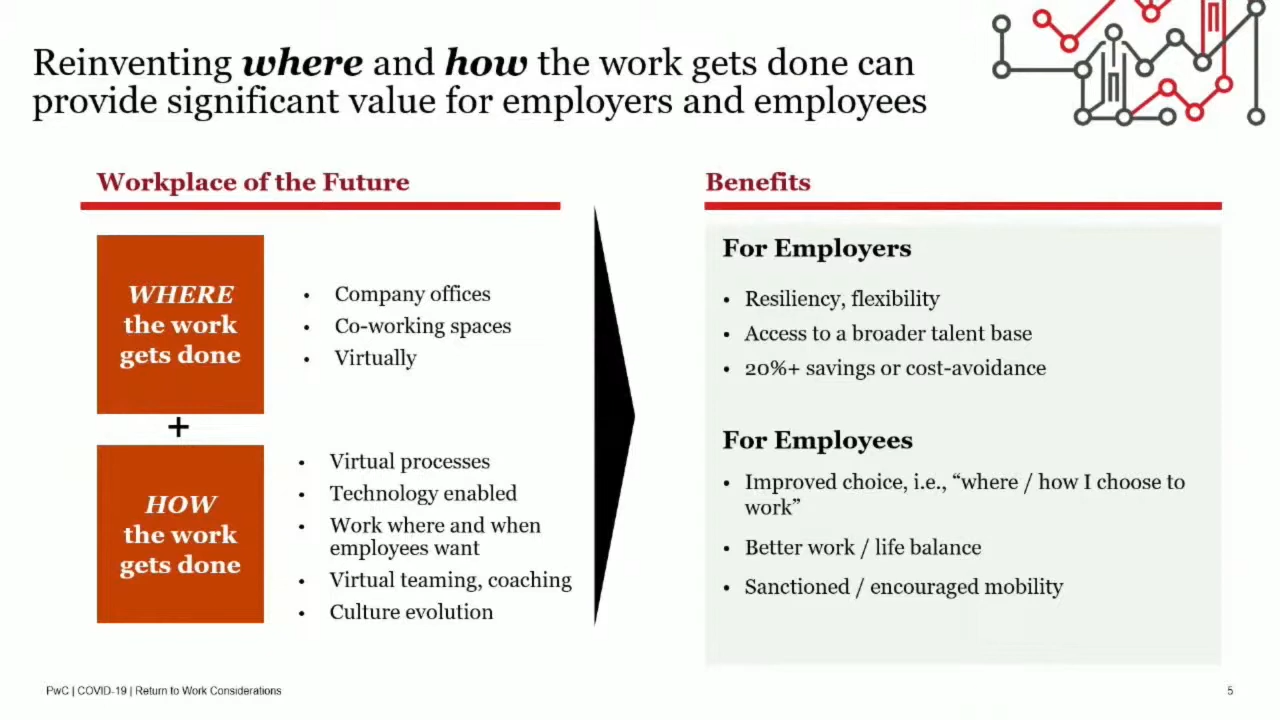 Reinventing where and how the work gets done can
provide significant value for employers and employees
Workplace of the Future
WHERE
the work
gets done
• Company offices
• Co-working spaces
• Virtually
+
HOW
the work
gets done
• Virtual processes
• Technology enabled
• Work where and when
employees want
• Virtual teaming, coaching
• Culture evolution
Benefits
For Employers
• Resiliency, flexibility
• Access to a broader talent base
• 20%+ savings or cost-avoidance
For Employees
• Improved choice, i.e., “where / how I choose to
work”
• Better work / life balance
• Sanctioned / encouraged mobility
PwC | COVID-19 | Return to Work Considerations
5